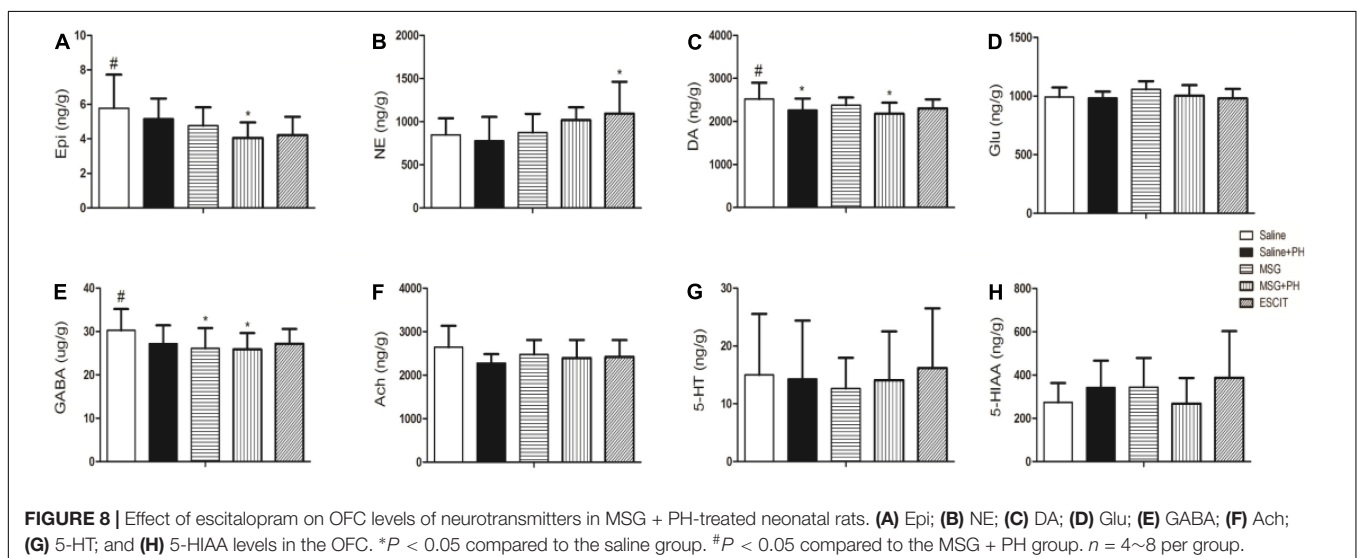 A
Epi (ng/g)
10
8
6
4
2
0
#
*
B
NE (ng/g)
2000
1500
1000
500
0
*
C
DA (ng/g)
4000
3000
2000
1000
0
#
*
*
D
Glu (ng/g)
1500
1000
500
0
Saline
Saline+PH
MSG
MSG+PH
ESCIT
E
GABA (ug/g)
40
30
20
10
0
#
*
*
F
Ach (ng/g)
4000
3000
2000
1000
0
G
5-HT (ng/g)
30
20
10
0
H
5-HIAA (ng/g)
800
600
400
200
0
FIGURE 8 | Effect of escitalopram on OFC levels of neurotransmitters in MSG + PH-treated neonatal rats. (A) Epi; (B) NE; (C) DA; (D) Glu; (E) GABA; (F) Ach;
(G) 5-HT; and (H) 5-HIAA levels in the OFC. *P < 0.05 compared to the saline group. #P < 0.05 compared to the MSG + PH group. n = 4~8 per group.